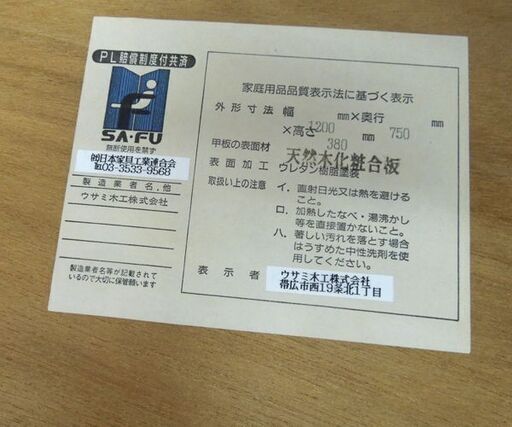 PL賠償制度付共済
SA·FU
無断使用を禁ず
㈳日本家具工業連合会
℡03-3533-9568
製造業者名,他
ウサミ木工株式会社
製造業者名等が記載されて
いるので大切に保管願います
家庭用品品質表示法に基づく表示
外形寸法 幅 1200 mm×奥行 750 mm
×高さ 380 mm
甲板の表面材 天然木化粧合板
表面加工 ウレタン樹脂塗装
取扱い上の注意 イ.直射日光又は熱を避ける
こと。
ロ.加熱したなべ・湯沸かし
等を直接置かないこと。
ハ.著しい汚れを落とす場合
はうすめた中性洗剤を使
用してください。
表示者 ウサミ木工株式会社
帯広市西19条北1丁目